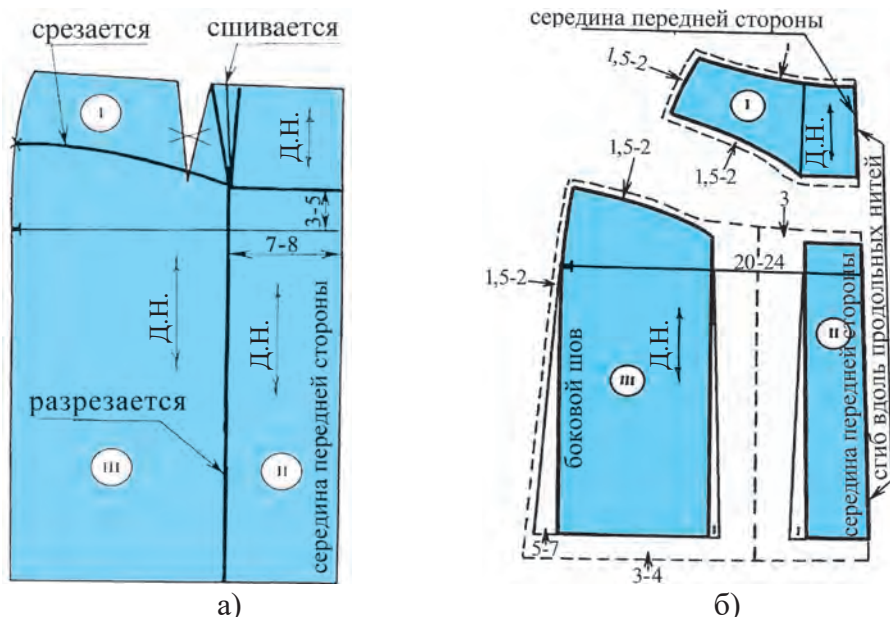 срезается
сшивается
I
Д.Н.
3-5
7-8
Д.Н.
Д.Н.
разрезается
III
II
середина передней стороны
а)
середина передней стороны
1,5-2
I
Д.Н.
1,5-2
1,5-2
3
20-24
1,5-2
Д.Н.
II
III
боковой шов
середина передней стороны
сгиб вдоль продольных нитей
1
1
5-7
3-4
б)